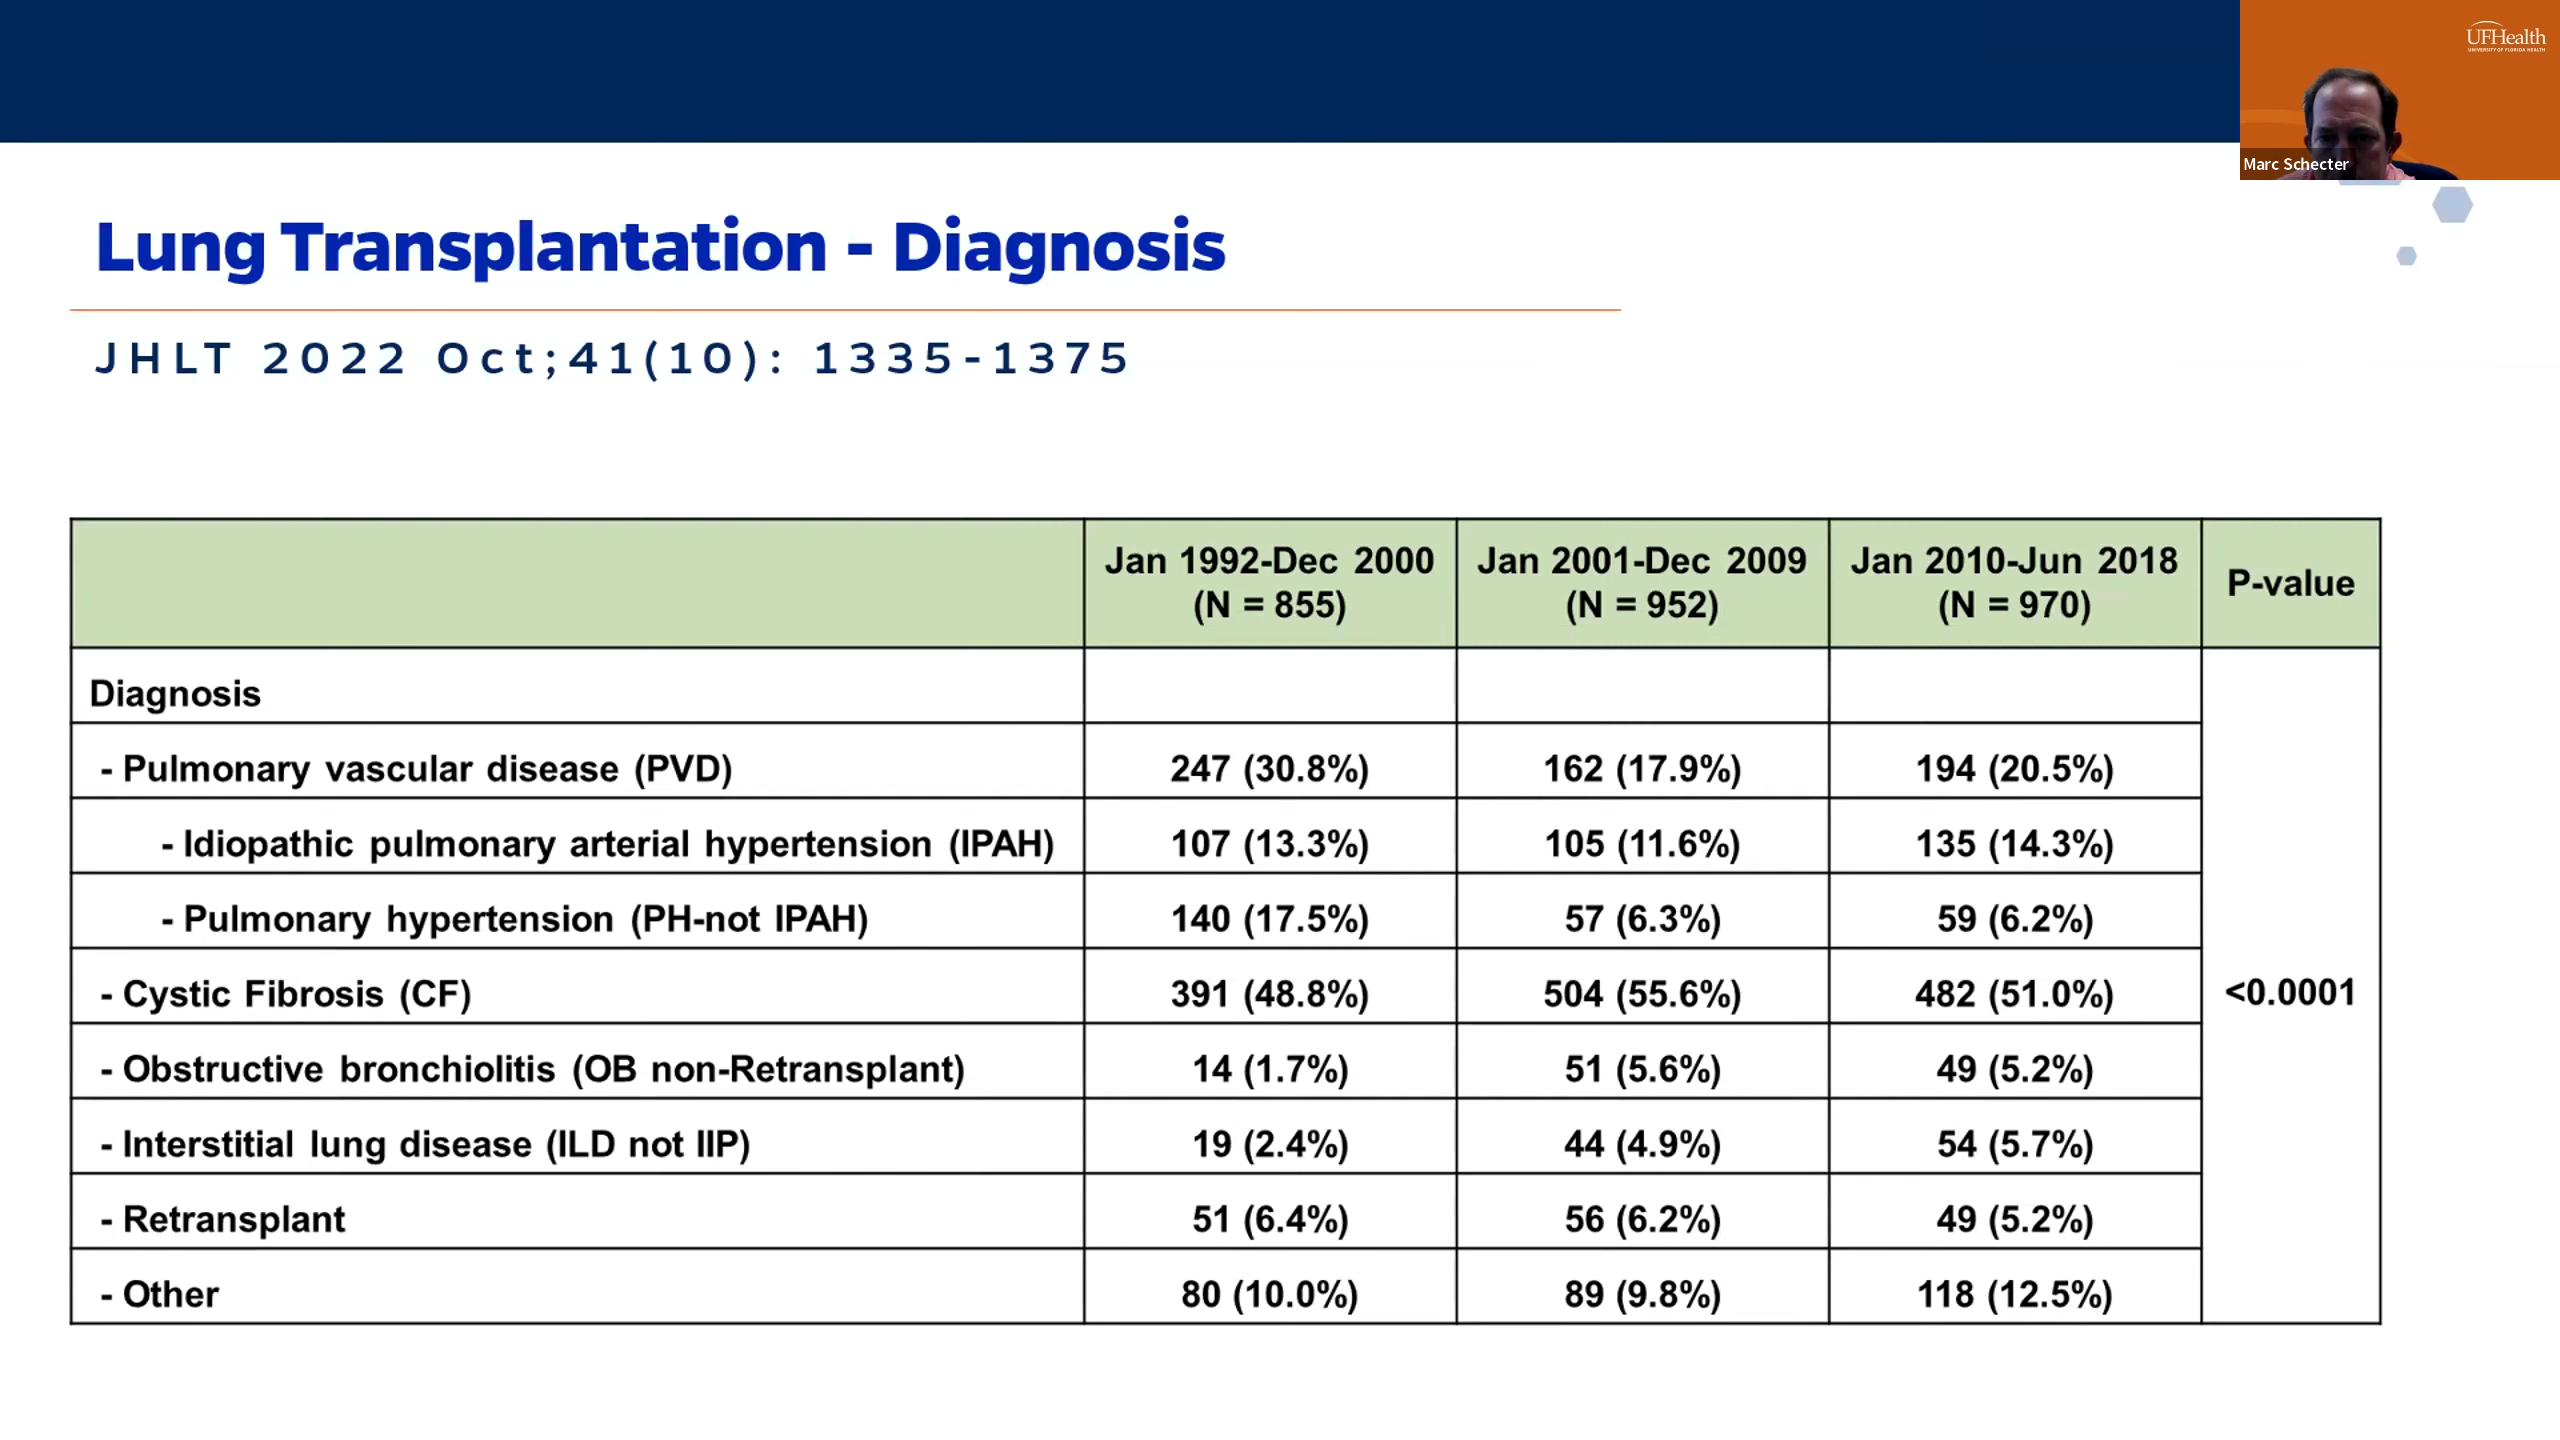 UFHealth
UNIVERSITY OF FLORIDA HEALTH
Marc Schecter
Lung Transplantation - Diagnosis
JHLT 2022 Oct;41(10): 1335-1375
Jan 1992-Dec 2000 (N = 855) Jan 2001-Dec 2009 (N = 952) Jan 2010-Jun 2018 (N = 970) P-value
Diagnosis
- Pulmonary vascular disease (PVD) 247 (30.8%) 162 (17.9%) 194 (20.5%)
- Idiopathic pulmonary arterial hypertension (IPAH) 107 (13.3%) 105 (11.6%) 135 (14.3%)
- Pulmonary hypertension (PH-not IPAH) 140 (17.5%) 57 (6.3%) 59 (6.2%)
- Cystic Fibrosis (CF) 391 (48.8%) 504 (55.6%) 482 (51.0%) <0.0001
- Obstructive bronchiolitis (OB non-Retransplant) 14 (1.7%) 51 (5.6%) 49 (5.2%)
- Interstitial lung disease (ILD not IIP) 19 (2.4%) 44 (4.9%) 54 (5.7%)
- Retransplant 51 (6.4%) 56 (6.2%) 49 (5.2%)
- Other 80 (10.0%) 89 (9.8%) 118 (12.5%)